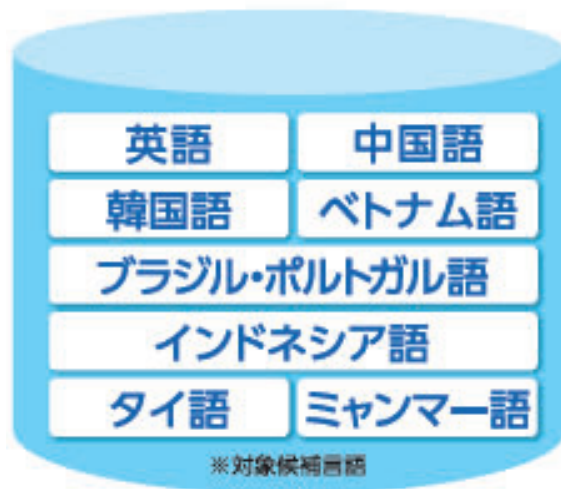 英語 中国語
韓国語 ベトナム語
ブラジル・ポルトガル語
インドネシア語
タイ語 ミャンマー語
※対象候補言語